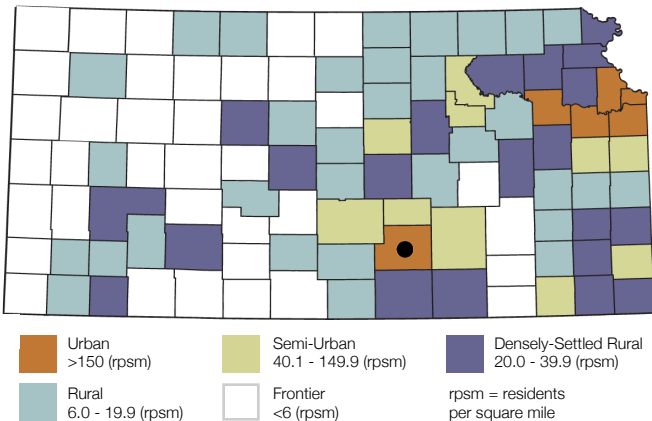 Urban
>150 (rpsm)
Semi-Urban
40.1 - 149.9 (rpsm)
Densely-Settled Rural
20.0 - 39.9 (rpsm)
Rural
6.0 - 19.9 (rpsm)
Frontier
<6 (rpsm)
rpsm = residents
per square mile